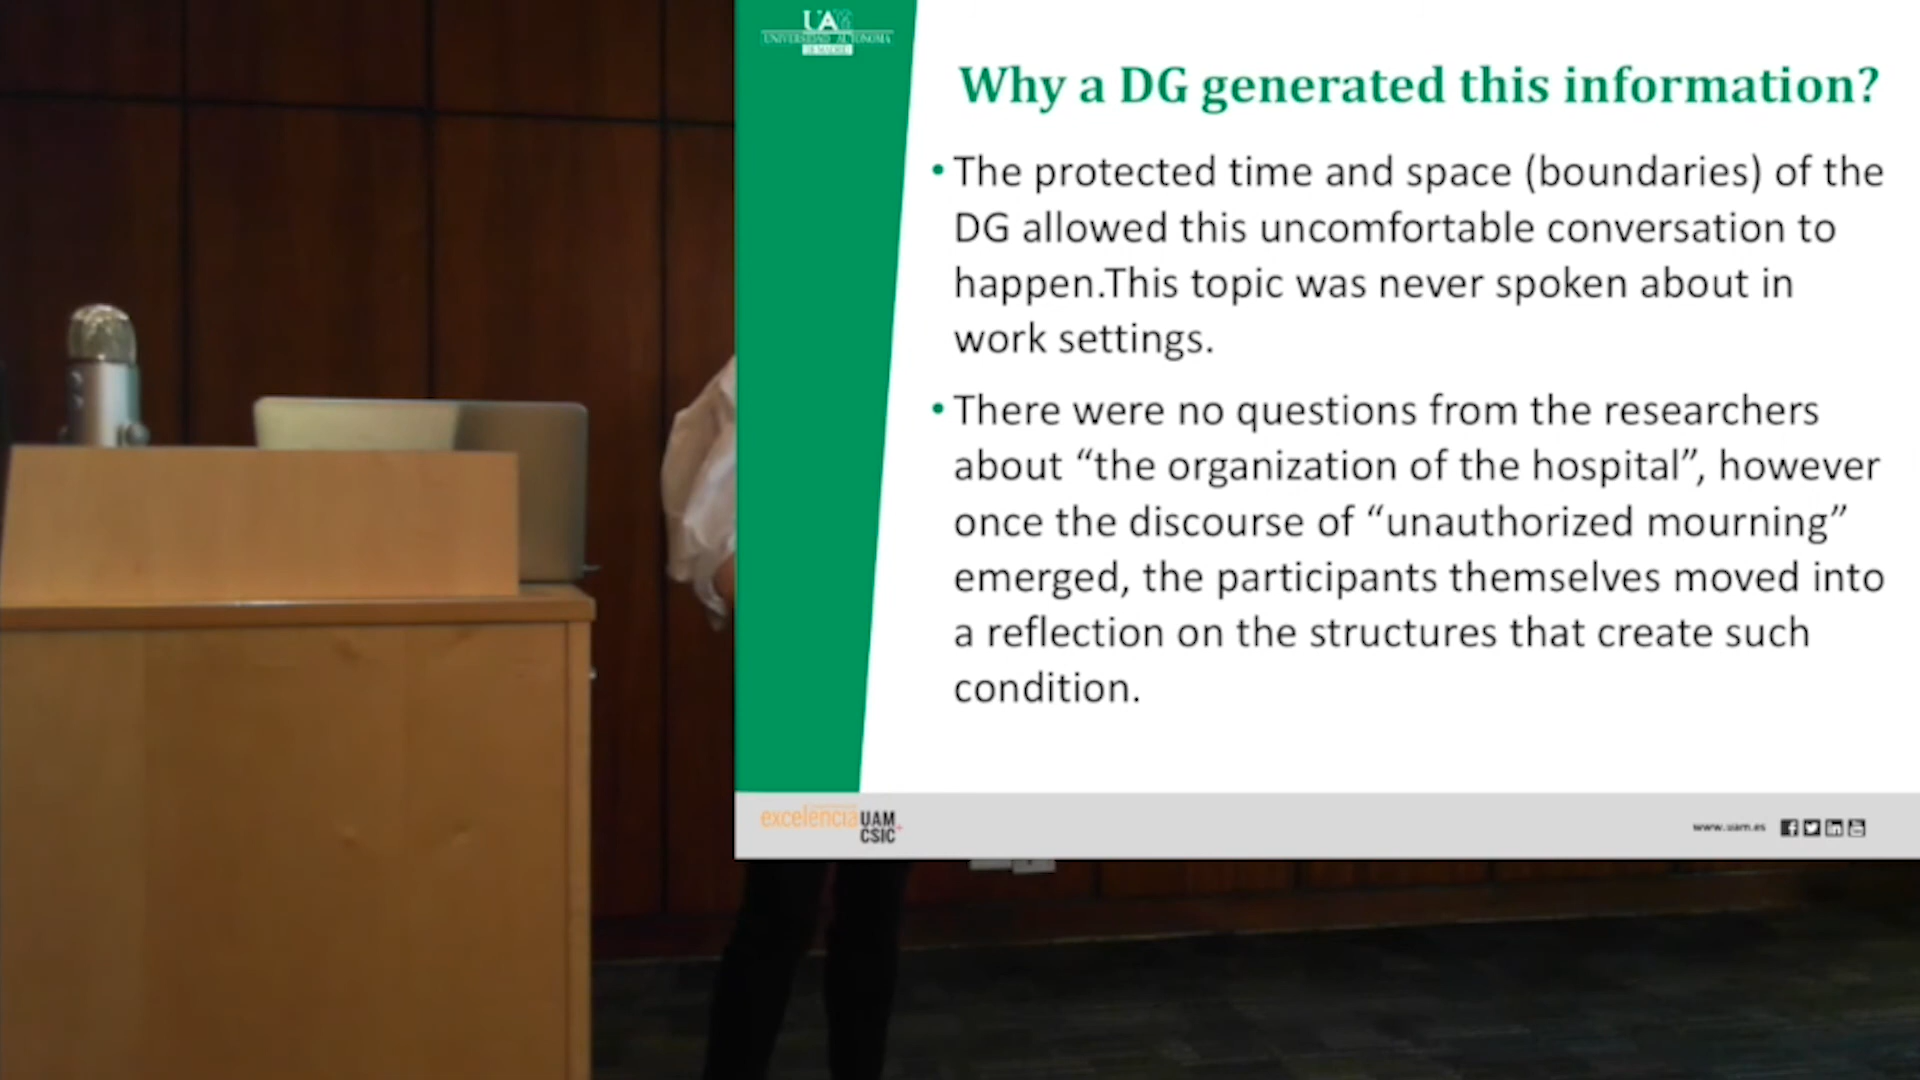 UA
UNIVERSIDAD AUTONOMA
DE MADRID
Why a DG generated this information?
• The protected time and space (boundaries) of the
DG allowed this uncomfortable conversation to
happen.This topic was never spoken about in
work settings.
• There were no questions from the researchers
about “the organization of the hospital”, however
once the discourse of “unauthorized mourning”
emerged, the participants themselves moved into
a reflection on the structures that create such
condition.
excelencia UAM
CSIC+
www.uam.es